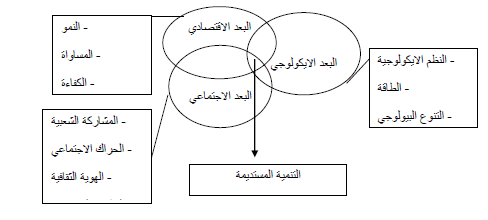 البعد الاقتصادي
- النمو
- المساواة
- الكفاءة
البعد الايكولوجي
- النظم الايكولوجية
- الطاقة
- التنوع البيولوجي
البعد الاجتماعي
- المشاركة الشعبية
- الحراك الاجتماعي
- الهوية الثقافية
التنمية المستديمة